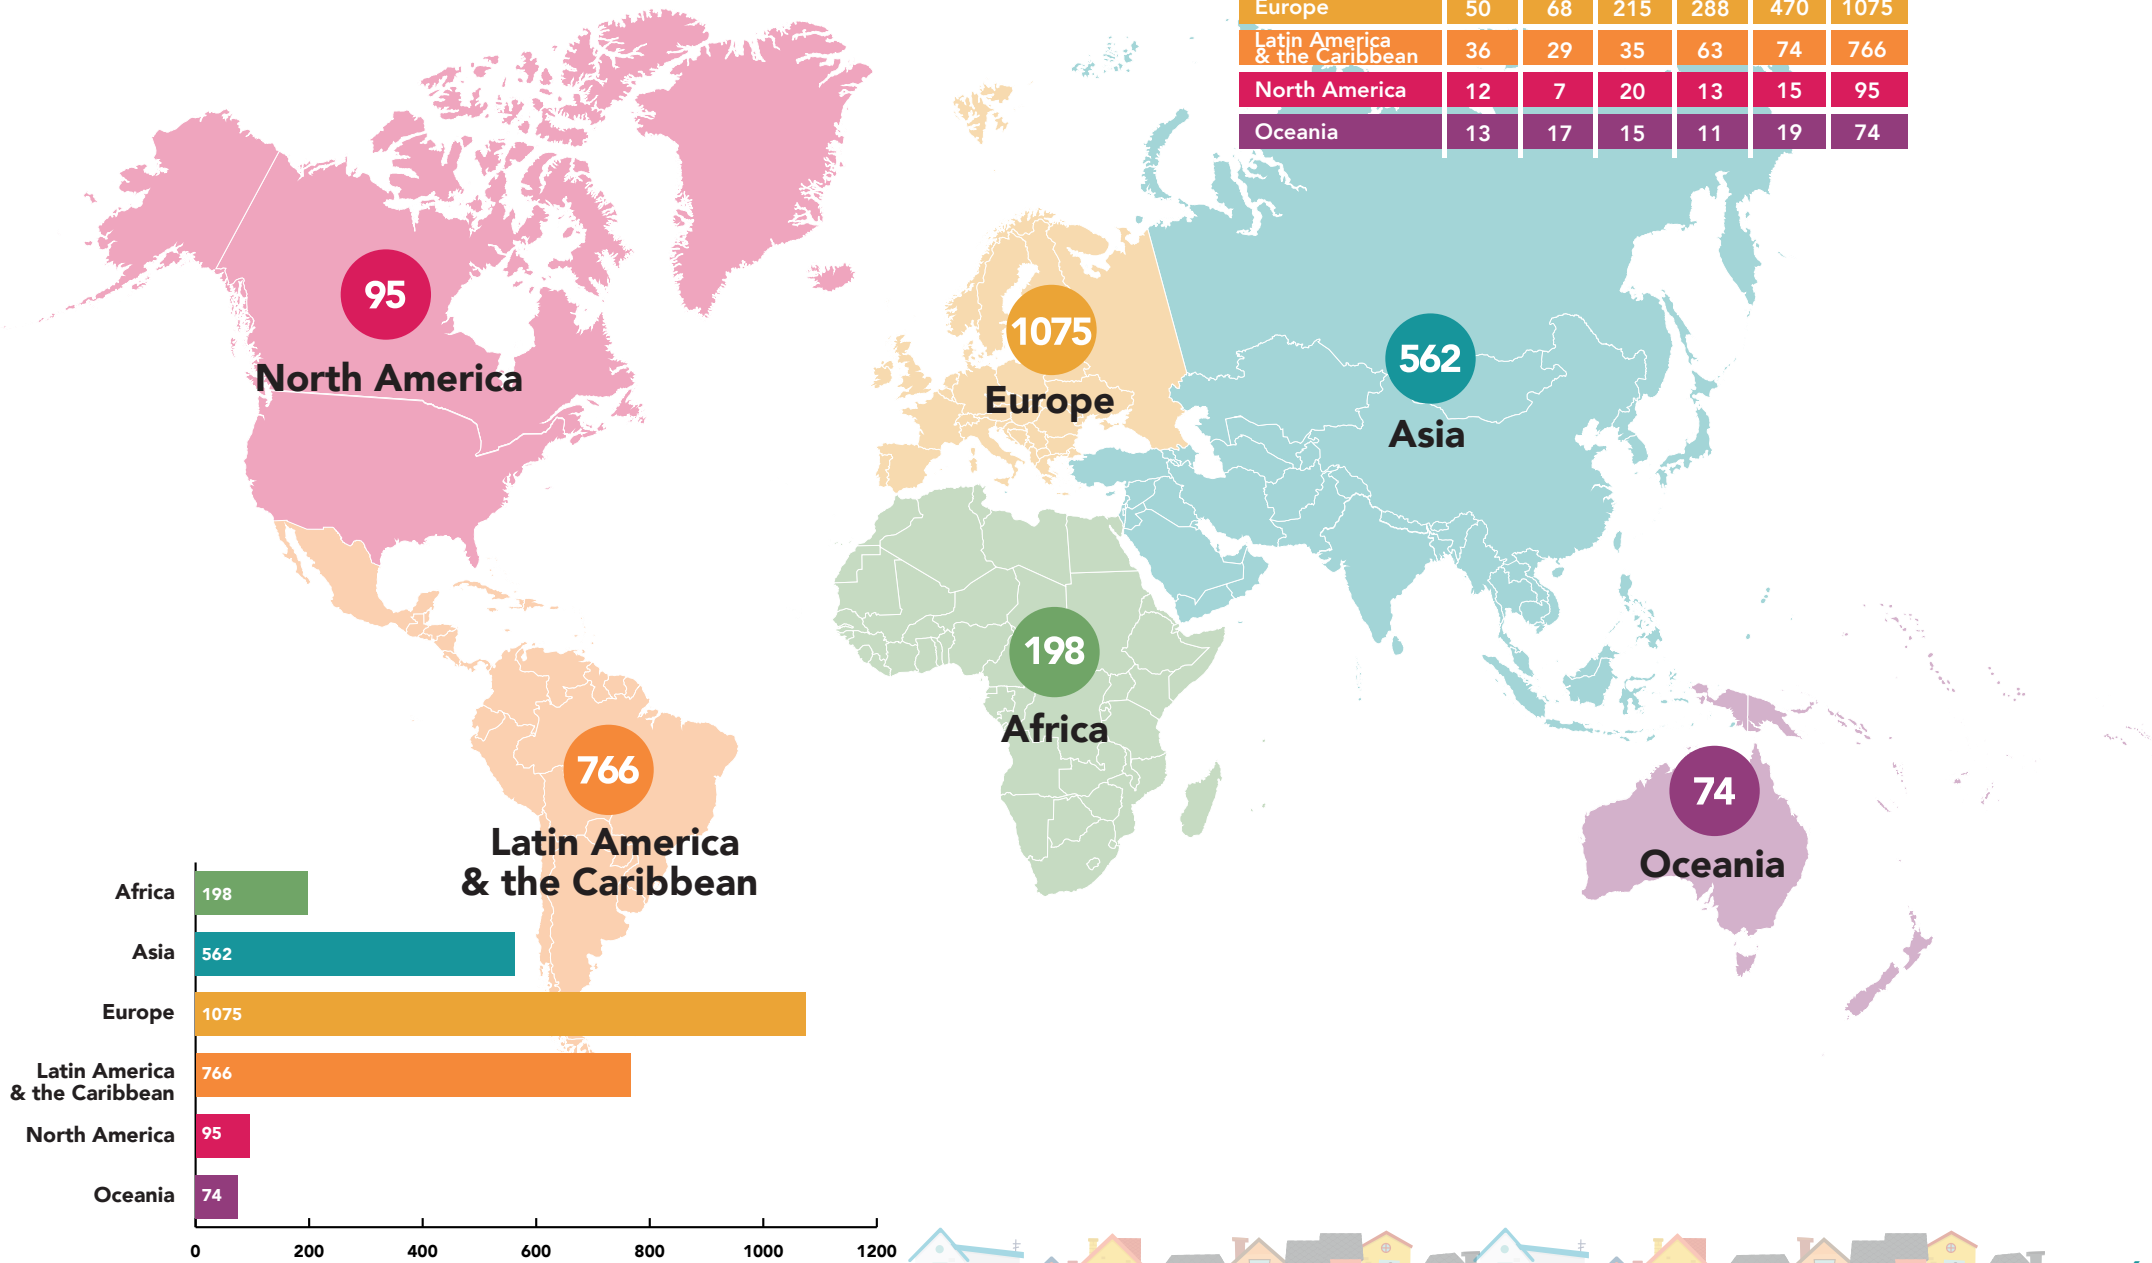 Europe 50 68 215 288 470 1075
Latin America
& the Caribbean 36 29 35 63 74 766
North America 12 7 20 13 15 95
Oceania 13 17 15 11 19 74
95
North America
1075
Europe
562
Asia
198
Africa
766
Latin America
& the Caribbean
74
Oceania
Africa 198
Asia 562
Europe 1075
Latin America
& the Caribbean 766
North America 95
Oceania 74
0 200 400 600 800 1000 1200